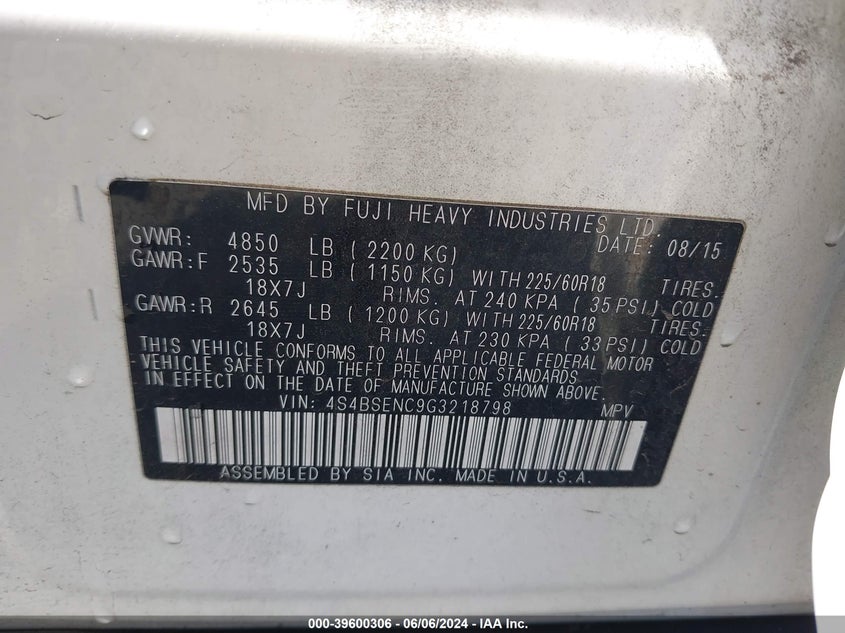 MFD BY FUJI HEAVY INDUSTRIES LTD.
DATE: 08/15
GVWR: 4850 LB ( 2200 KG)
GAWR:F 2535 LB ( 1150 KG) WITH 225/60R18 TIRES.
18X7J RIMS. AT 240 KPA ( 35 PSI) COLD
GAWR:R 2645 LB ( 1200 KG) WITH 225/60R18 TIRES.
18X7J RIMS. AT 230 KPA ( 33 PSI) COLD
THIS VEHICLE CONFORMS TO ALL APPLICABLE FEDERAL MOTOR
VEHICLE SAFETY AND THEFT PREVENTION STANDARDS
IN EFFECT ON THE DATE OF MANUFACTURE SHOWN ABOVE.
VIN: 4S4BSENC9G3218798 MPV
ASSEMBLED BY SIA INC. MADE IN U.S.A.
000-39600306 - 06/06/2024 - IAA Inc.